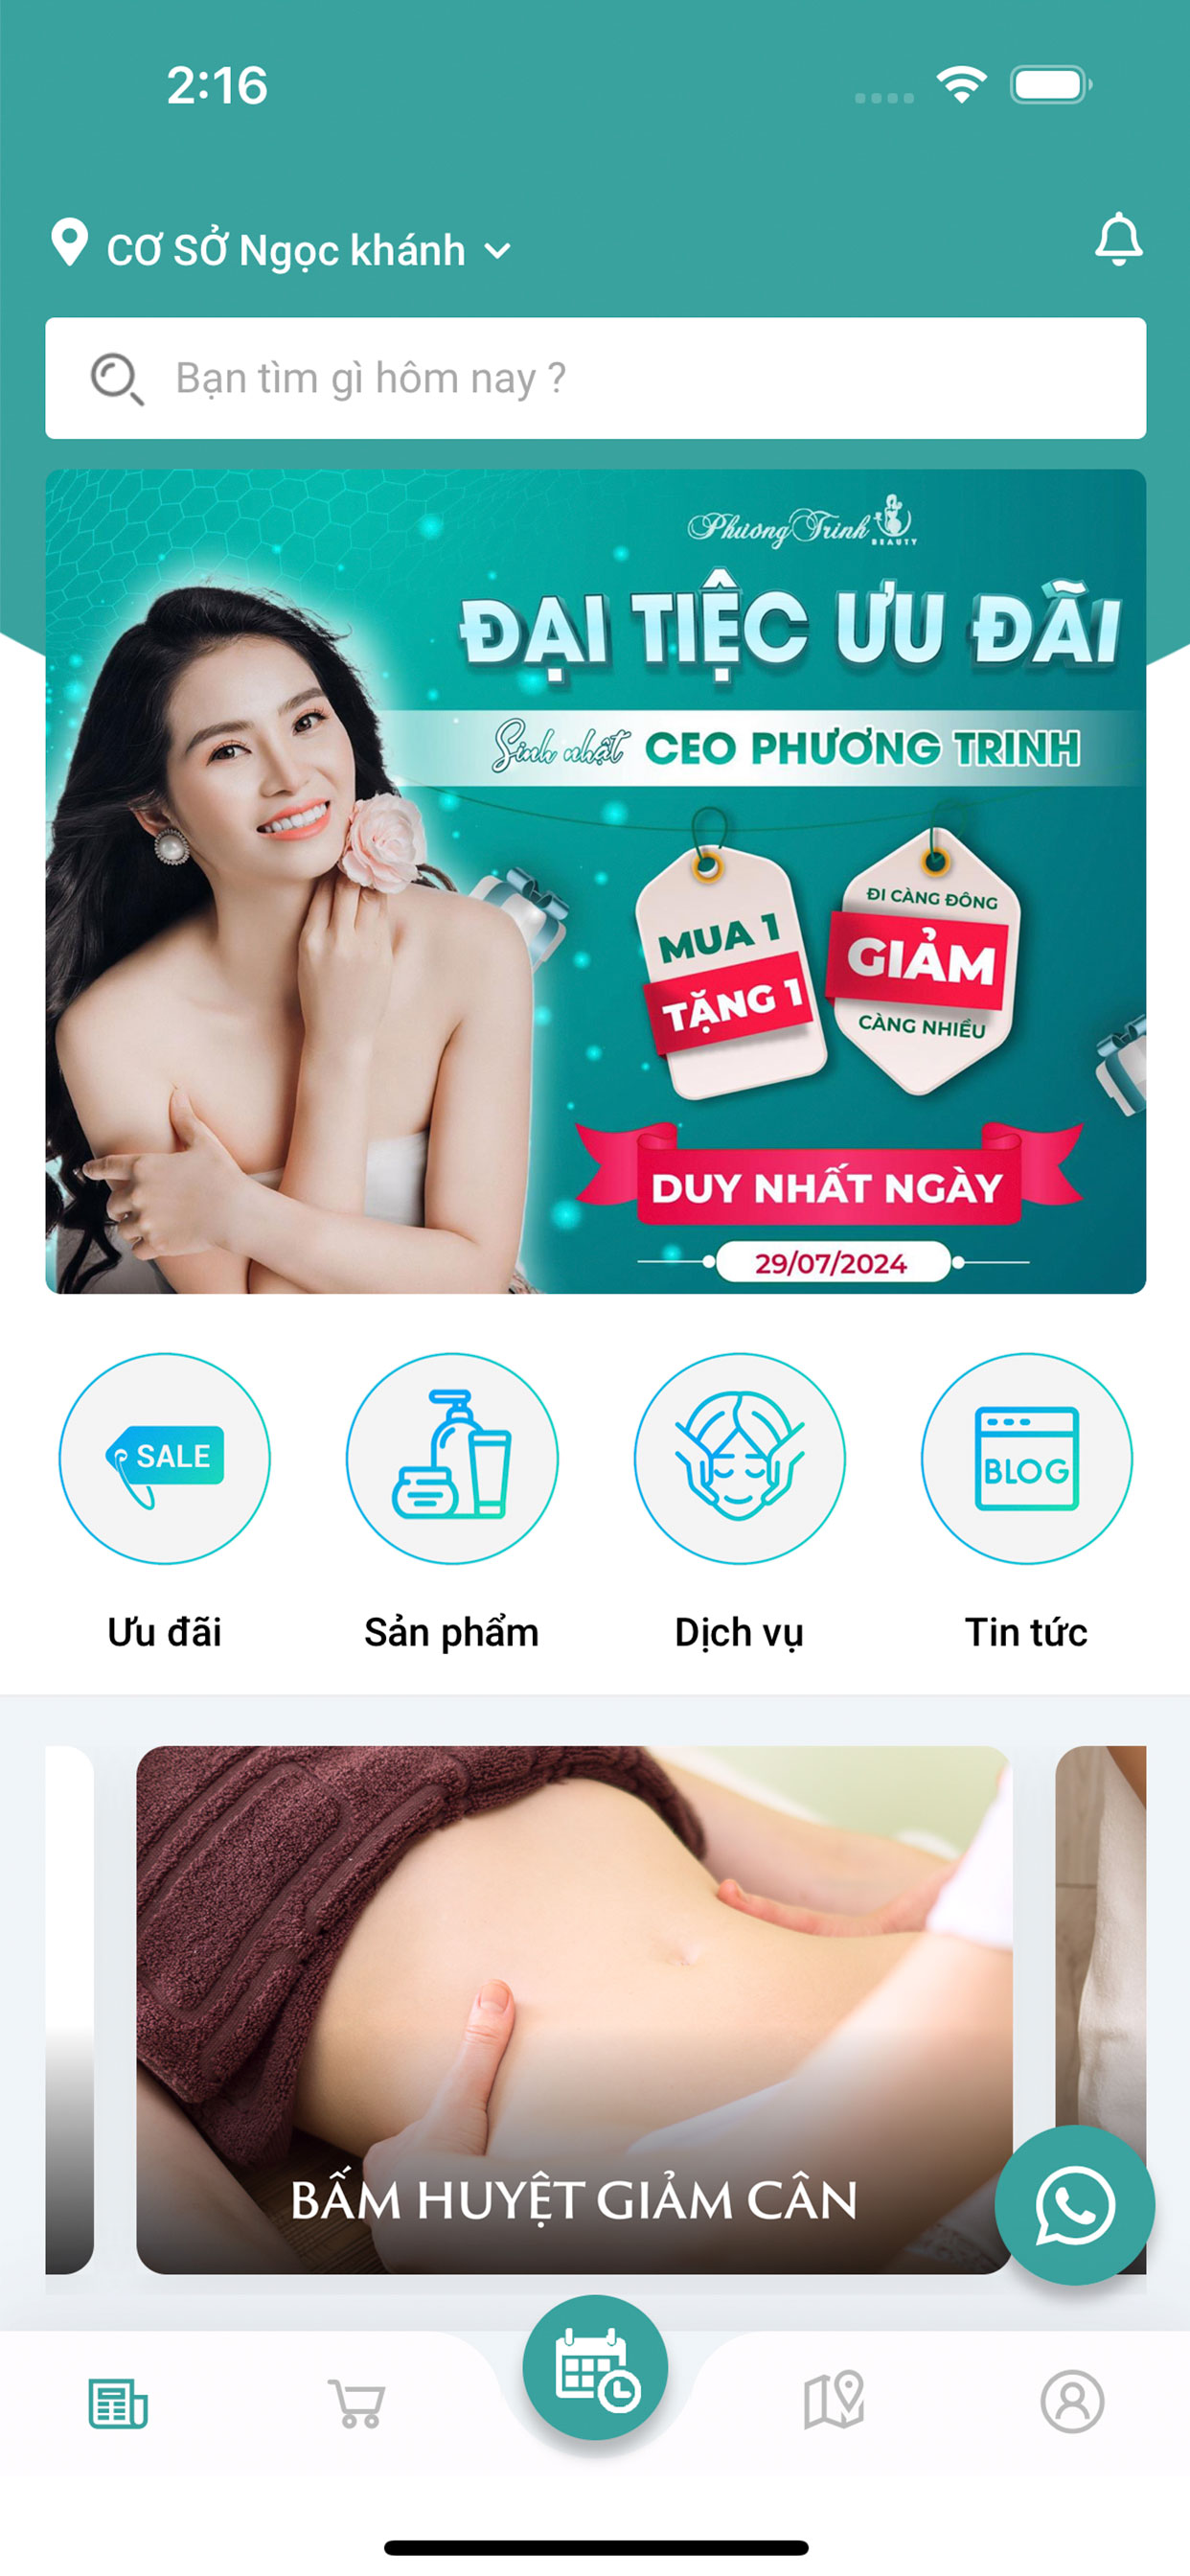 2:16
CƠ SỞ Ngọc khánh
Bạn tìm gì hôm nay ?
Phương Trinh
BEAUTY
ĐẠI TIỆC ƯU ĐÃI
Sinh nhật CEO PHƯƠNG TRINH
MUA 1
TẶNG 1
ĐI CÀNG ĐÔNG
GIẢM
CÀNG NHIỀU
DUY NHẤT NGÀY
29/07/2024
SALE
BLOG
Ưu đãi
Sản phẩm
Dịch vụ
Tin tức
BẤM HUYỆT GIẢM CÂN